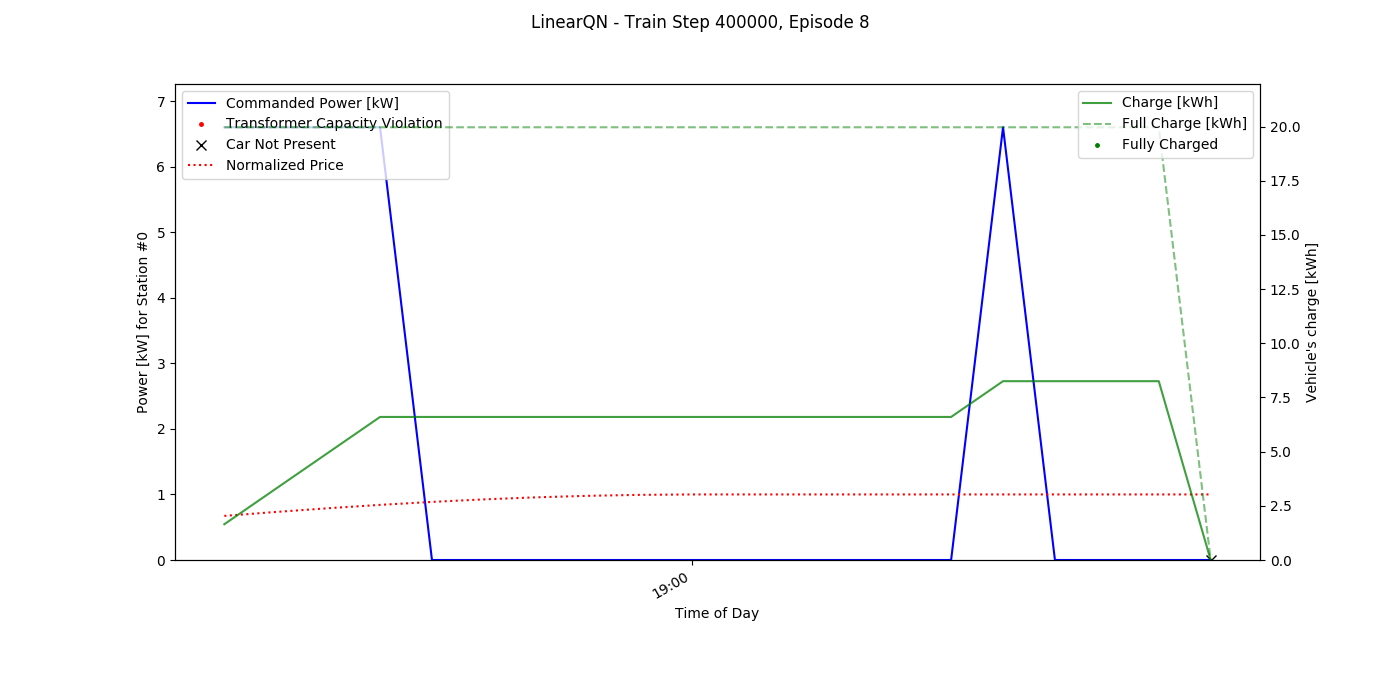 LinearQN - Train Step 400000, Episode 8
Commanded Power [kW]
Transformer Capacity Violation
Car Not Present
Normalized Price
Charge [kWh]
Full Charge [kWh]
Fully Charged
7
6
5
4
3
2
1
0
Power [kW] for Station #0
20.0
17.5
15.0
12.5
10.0
7.5
5.0
2.5
0.0
Vehicle's charge [kWh]
19:00
Time of Day